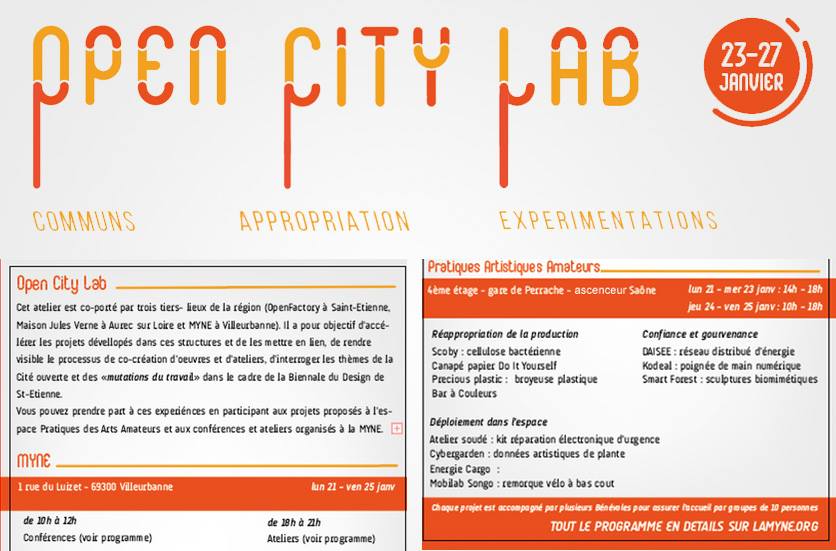 OPEN CITY LAB
23-27
JANVIER
COMMUNS APPROPRIATION EXPERIMENTATIONS
Open City Lab
Cet atelier est co-porté par trois tiers- lieux de la région (OpenFactory à Saint-Etienne,
Maison Jules Verne à Aurec sur Loire et MYNE à Villeurbanne). Il a pour objectif d'accé-
lérer les projets dévellopés dans ces structures et de les mettre en lien, de rendre
visible le processus de co-création d'oeuvres et d'ateliers, d'interroger les thèmes de la
Cité ouverte et des «mutations du travail» dans le cadre de la Biennale du Design de
St-Etienne.
Vous pouvez prendre part à ces expériénces en participant aux projets proposés à l'es-
pace Pratiques des Arts Amateurs et aux conférences et ateliers organisés à la MYNE.
MYNE
1 rue du Luizet - 69300 Villeurbanne lun 21 - ven 25 janv
de 10h à 12h
Conférences (voir programme)
de 18h à 21h
Ateliers (voir programme)
Pratiques Artistiques Amateurs
4ème étage - gare de Perrache - ascenceur Saône
lun 21 - mer 23 janv : 14h - 18h
jeu 24 - ven 25 janv : 10h - 18h
Réappropriation de la production
Scoby : cellulose bactérienne
Canapé papier Do It Yourself
Precious plastic : broyeuse plastique
Bar à Couleurs
Confiance et gouvenance
DAISEE : réseau distribué d'énergie
Kodeal : poignée de main numérique
Smart Forest : sculptures biomimétiques
Déploiement dans l'espace
Atelier soudé : kit réparation électronique d'urgence
Cybergarden : données artistiques de plante
Energie Cargo :
Mobilab Songo : remorque vélo à bas cout
Chaque projet est accompagné par plusieurs Bénévoles pour assurer l'accueil par groupes de 10 personnes
TOUT LE PROGRAMME EN DETAILS SUR LAMYNE.ORG